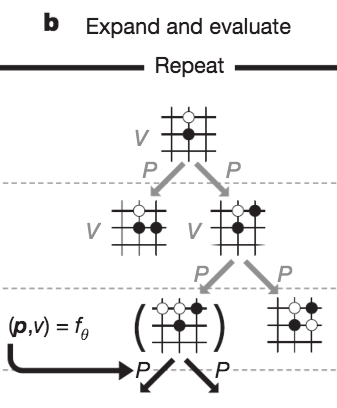 b Expand and evaluate
Repeat
V
P P
V V
P P
(p,v) = fθ
( )
P P